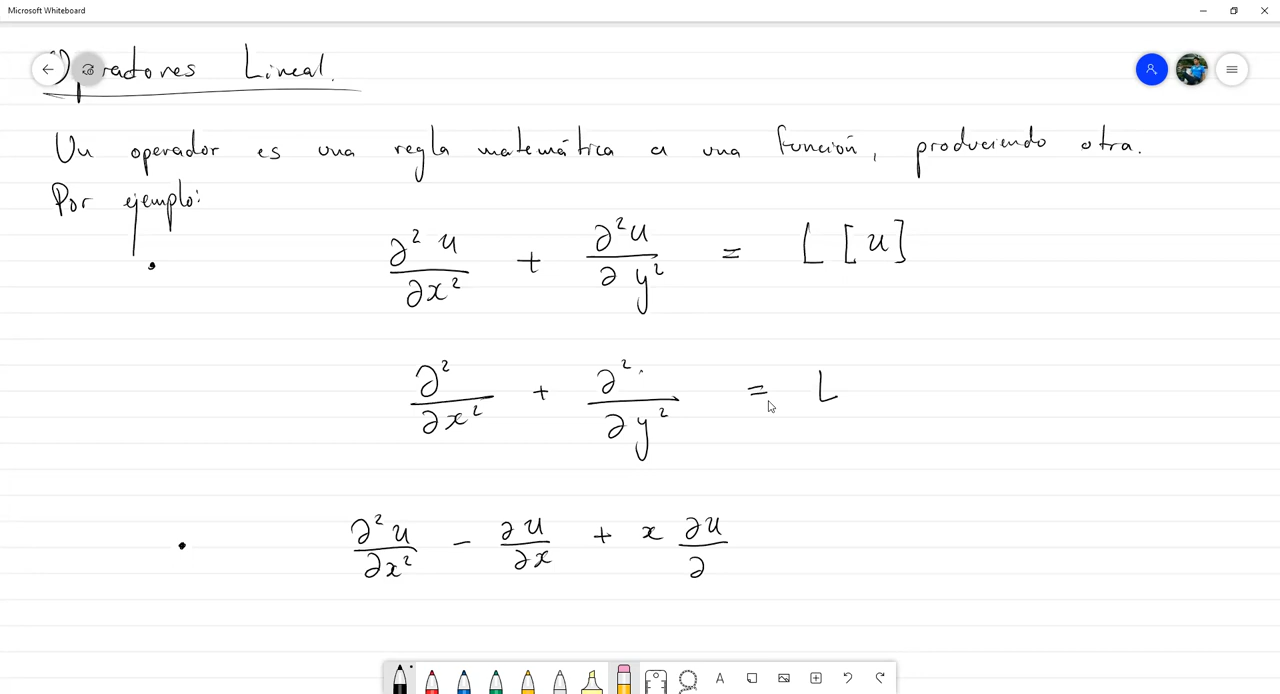 Microsoft Whiteboard
Operadores Lineal.
Un operador es una regla matemática a una función, produciendo otra.
Por ejemplo:
∂²u/∂x² + ∂²u/∂y² = L[u]
∂²/∂x² + ∂²/∂y² = L
• ∂²u/∂x² - ∂u/∂x + x ∂u/∂
A